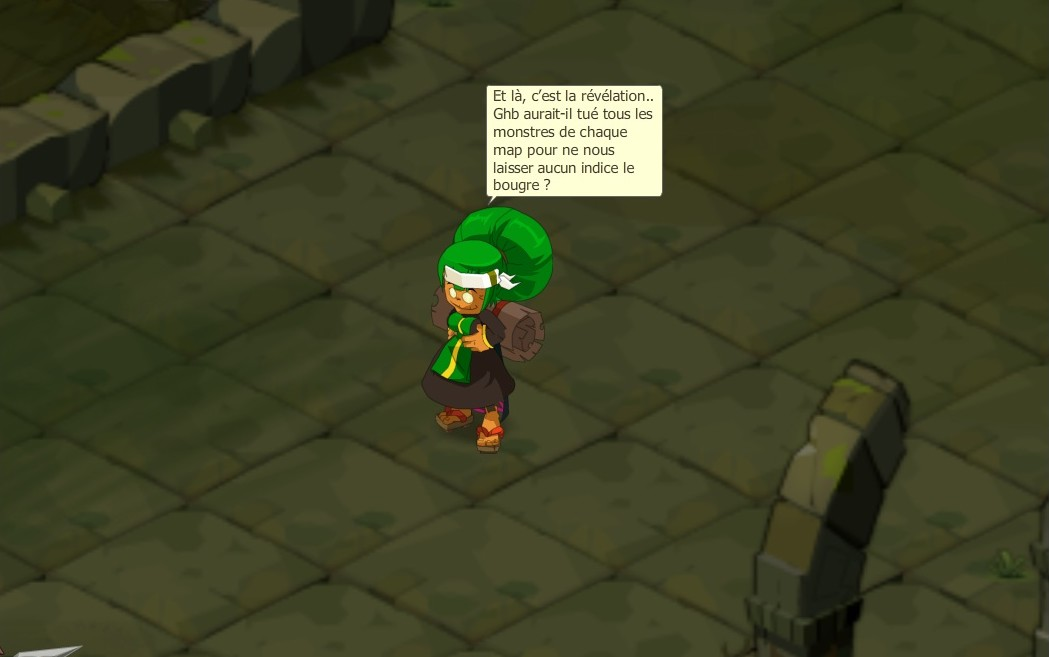 Et là, c’est la révélation..
Ghb aurait-il tué tous les
monstres de chaque
map pour ne nous
laisser aucun indice le
bougre ?